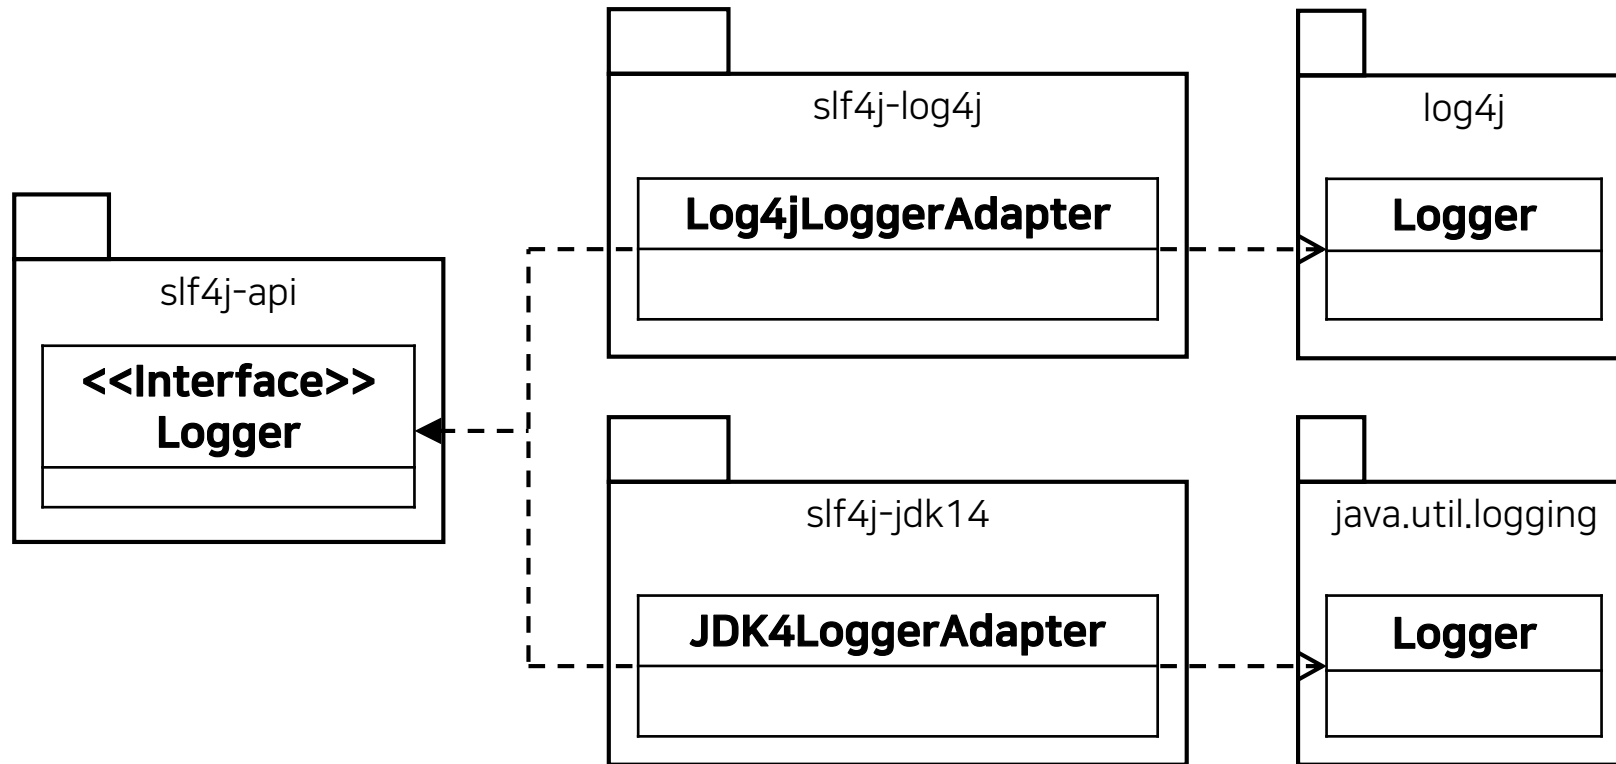 slf4j-log4j
Log4jLoggerAdapter
log4j
Logger
slf4j-api
<<Interface>>
Logger
slf4j-jdk14
JDK4LoggerAdapter
java.util.logging
Logger